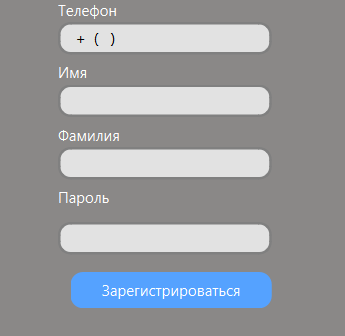 Телефон
+ ( )
Имя
Фамилия
Пароль
Зарегистрироваться